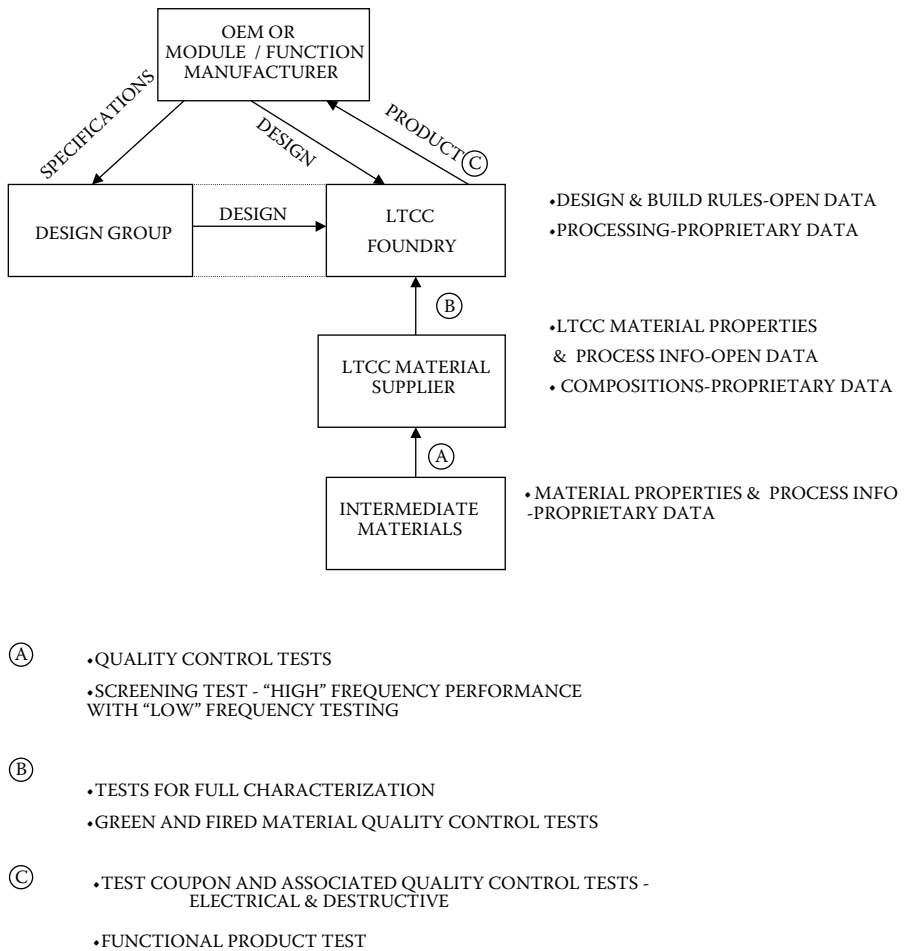 OEM OR
MODULE / FUNCTION
MANUFACTURER
SPECIFICATIONS
DESIGN
PRODUCT
C
DESIGN GROUP
DESIGN
LTCC
FOUNDRY
•DESIGN & BUILD RULES-OPEN DATA
•PROCESSING-PROPRIETARY DATA
B
LTCC MATERIAL
SUPPLIER
•LTCC MATERIAL PROPERTIES
& PROCESS INFO-OPEN DATA
• COMPOSITIONS-PROPRIETARY DATA
A
INTERMEDIATE
MATERIALS
• MATERIAL PROPERTIES & PROCESS INFO
-PROPRIETARY DATA
A
•QUALITY CONTROL TESTS
•SCREENING TEST - “HIGH” FREQUENCY PERFORMANCE
WITH “LOW” FREQUENCY TESTING
B
•TESTS FOR FULL CHARACTERIZATION
•GREEN AND FIRED MATERIAL QUALITY CONTROL TESTS
C
•TEST COUPON AND ASSOCIATED QUALITY CONTROL TESTS -
ELECTRICAL & DESTRUCTIVE
•FUNCTIONAL PRODUCT TEST